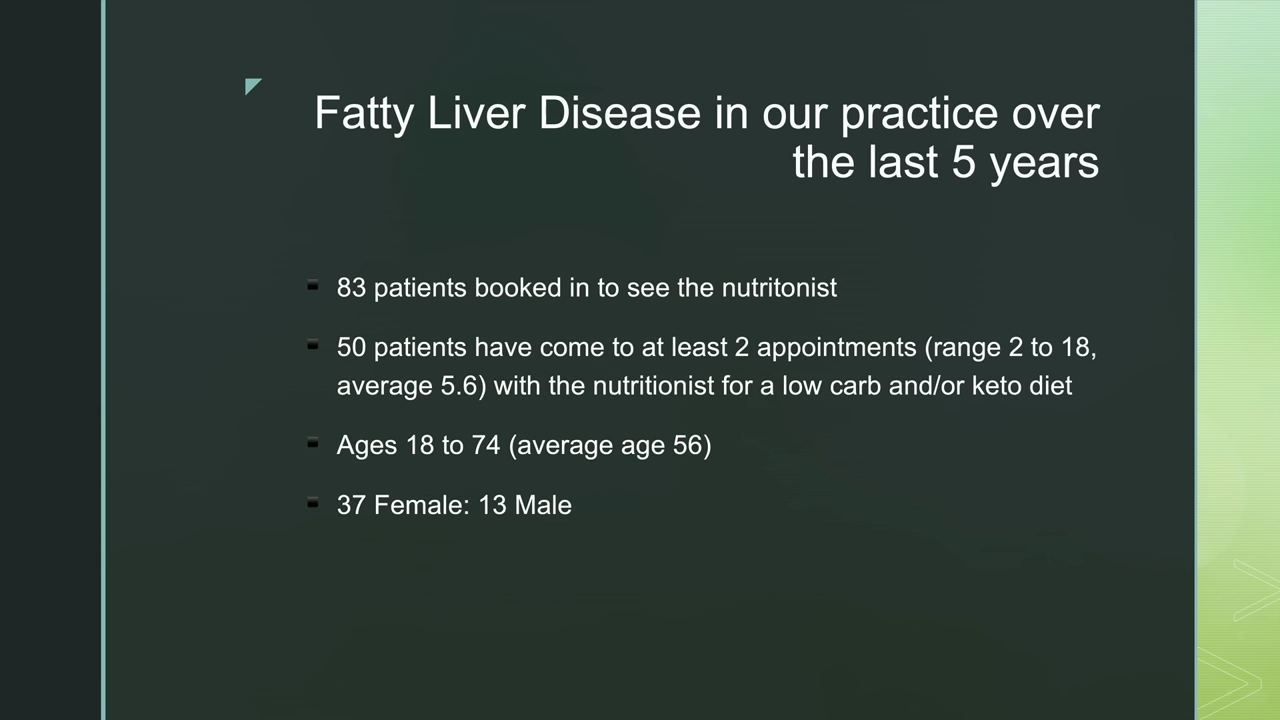 Fatty Liver Disease in our practice over
the last 5 years
83 patients booked in to see the nutritonist
50 patients have come to at least 2 appointments (range 2 to 18,
average 5.6) with the nutritionist for a low carb and/or keto diet
Ages 18 to 74 (average age 56)
37 Female: 13 Male